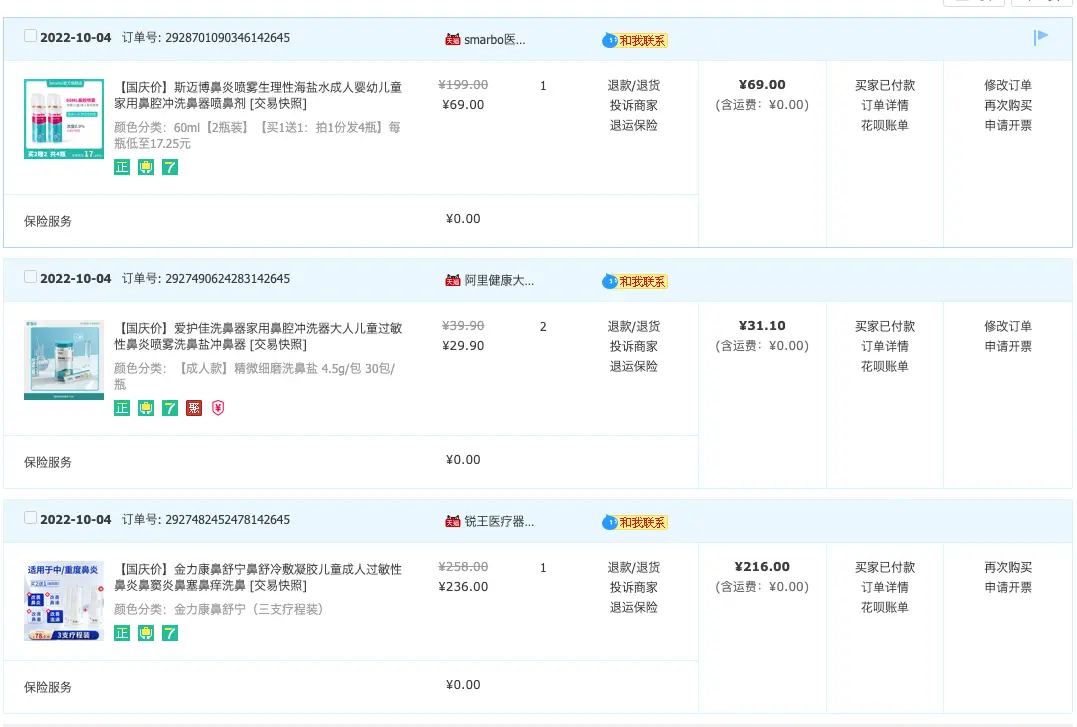 2022-10-04 订单号: 2928701090346142645 天猫 smarbo医... 和我联系
【国庆价】斯迈博鼻炎喷雾生理性海盐水成人婴幼儿童 ¥199.00 1 退款/退货 ¥69.00 买家已付款 修改订单
家用鼻腔冲洗鼻器喷鼻剂 [交易快照] ¥69.00 投诉商家 (含运费: ¥0.00) 订单详情 再次购买
颜色分类: 60ml【2瓶装】【买1送1: 拍1份发4瓶】每 退运保险 花呗账单 申请开票
瓶低至17.25元
正 7
保险服务 ¥0.00
2022-10-04 订单号: 2927490624283142645 天猫 阿里健康大... 和我联系
【国庆价】爱护佳洗鼻器家用鼻腔冲洗器大人儿童过敏 ¥39.90 2 退款/退货 ¥31.10 买家已付款 修改订单
性鼻炎喷雾洗鼻盐冲鼻器 [交易快照] ¥29.90 投诉商家 (含运费: ¥0.00) 订单详情 申请开票
颜色分类: 【成人款】精微细磨洗鼻盐 4.5g/包 30包/ 退运保险 花呗账单
瓶
正 7 聚 ¥
保险服务 ¥0.00
2022-10-04 订单号: 2927482452478142645 天猫 锐王医疗器... 和我联系
【国庆价】金力康鼻舒宁鼻舒冷敷凝胶儿童成人过敏性 ¥258.00 1 退款/退货 ¥216.00 买家已付款 再次购买
鼻炎鼻窦炎鼻塞鼻痒洗鼻 [交易快照] ¥236.00 投诉商家 (含运费: ¥0.00) 订单详情 申请开票
颜色分类: 金力康鼻舒宁（三支疗程装） 退运保险 花呗账单
适用于中/重度鼻炎
3支疗程装
正 7
保险服务 ¥0.00